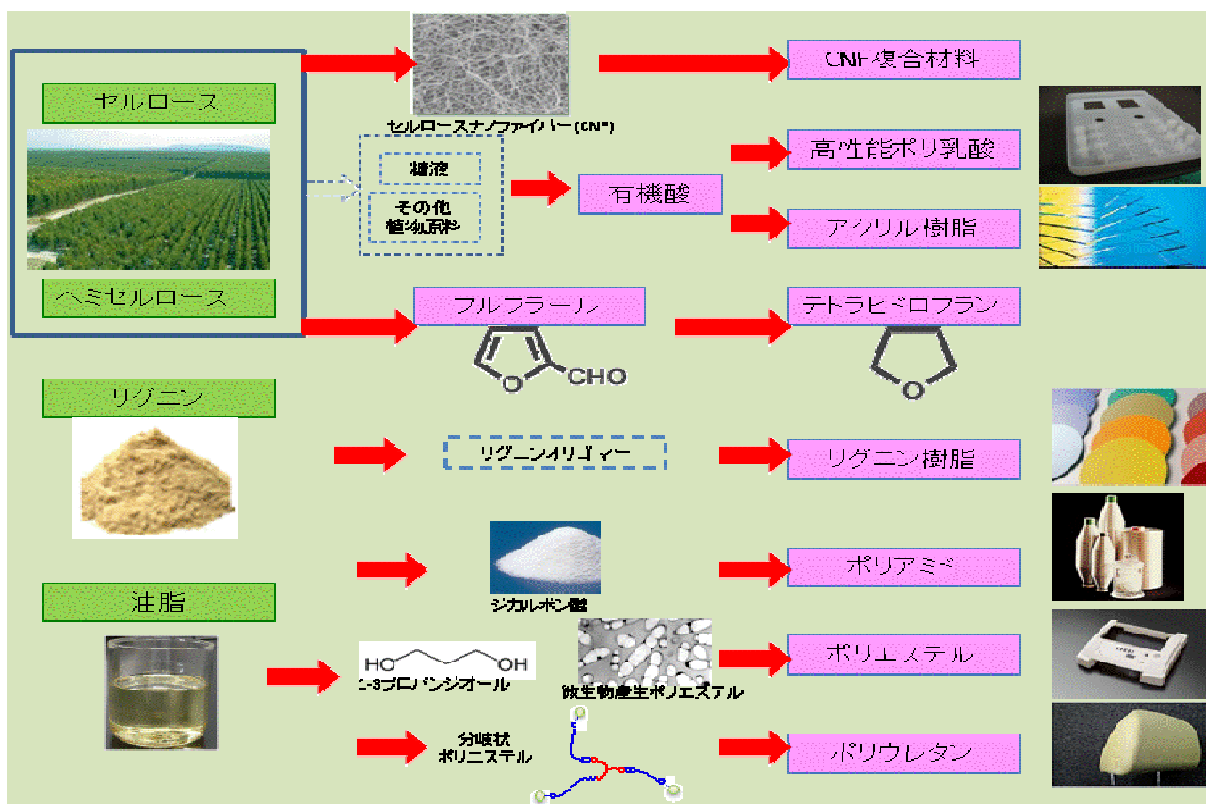 CNF複合材料
セルロース
セルロースナノファイバー(CNF)
高性能ポリ乳酸
糖液
有機酸
その他
植物原料
アクリル樹脂
ヘミセルロース
フルフラール
テトラヒドロフラン
O
CHO
O
リグニン
リグニンオリゴマー
リグニン樹脂
ポリアミド
油脂
ジカルボン酸
HO
OH
ポリエステル
1-3プロパンジオール
微生物産生ポリエステル
分岐状
ポリエステル
ポリウレタン